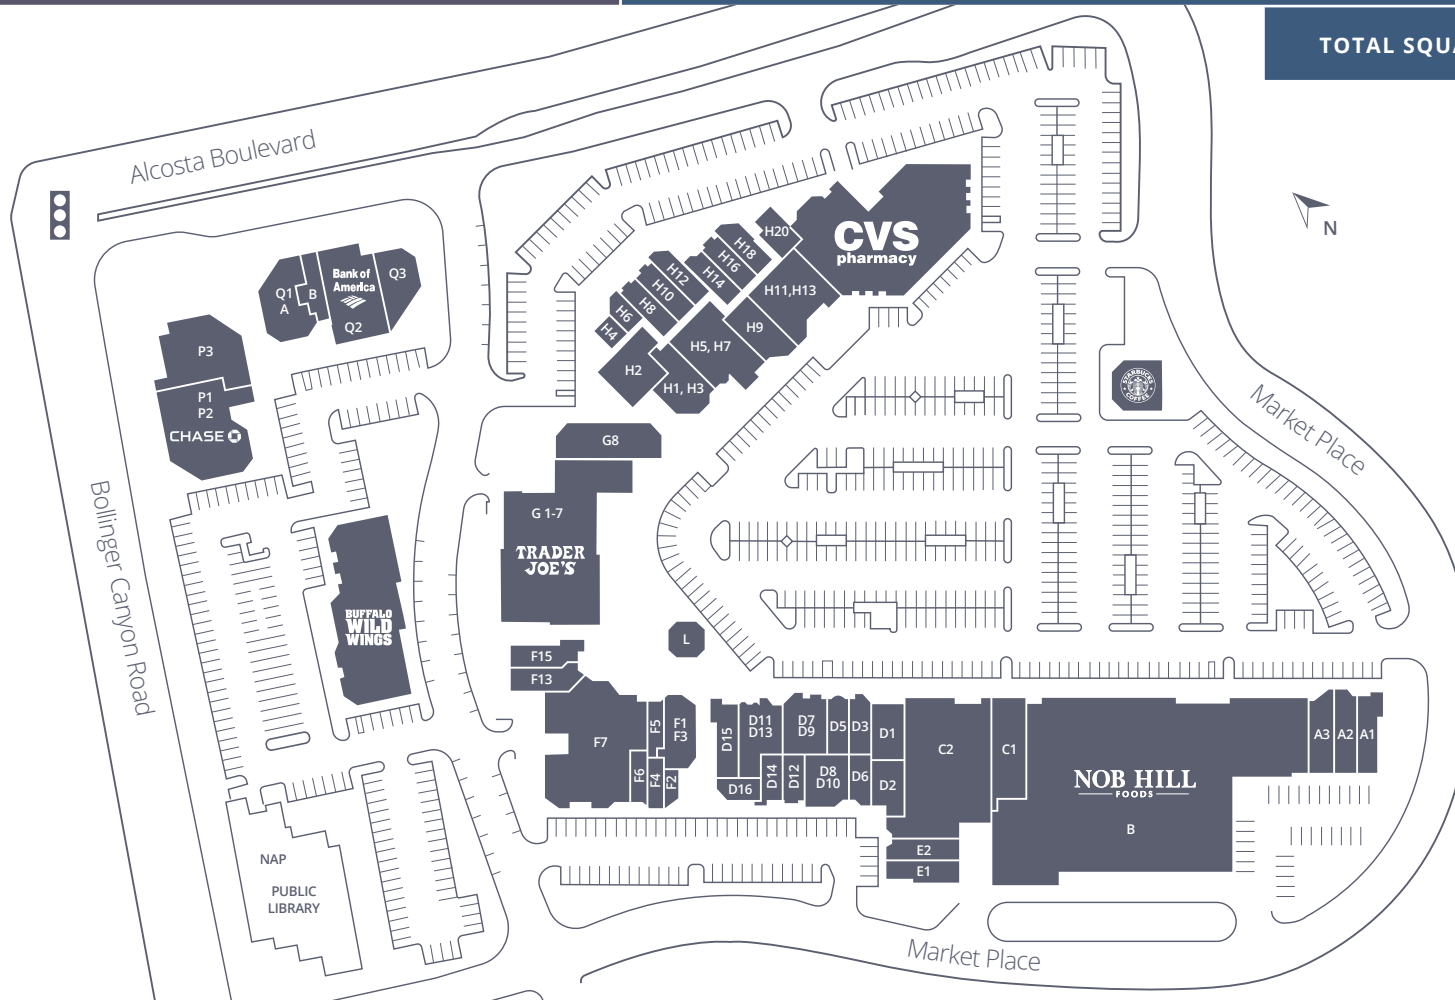 TOTAL SQU
Alcosta Boulevard
N
Market Place
Bollinger Canyon Road
Market Place
CVS
pharmacy
H20
H18
H16
H14
H12
H10
H8
H6
H4
H11,H13
H9
H5, H7
H2
H1, H3
Q1
A
B
Bank of
America
Q2
Q3
P3
P1
P2
CHASE
STARBUCKS
COFFEE
G8
G 1-7
TRADER
JOE'S
BUFFALO
WILD
WINGS
L
F15
F13
F7
F5
F1
F3
F6
F4
F2
D15
D11
D13
D7
D9
D5
D3
D1
D16
D14
D12
D8
D10
D6
D2
C2
C1
E2
E1
NOB HILL
FOODS
B
A3
A2
A1
NAP
PUBLIC
LIBRARY